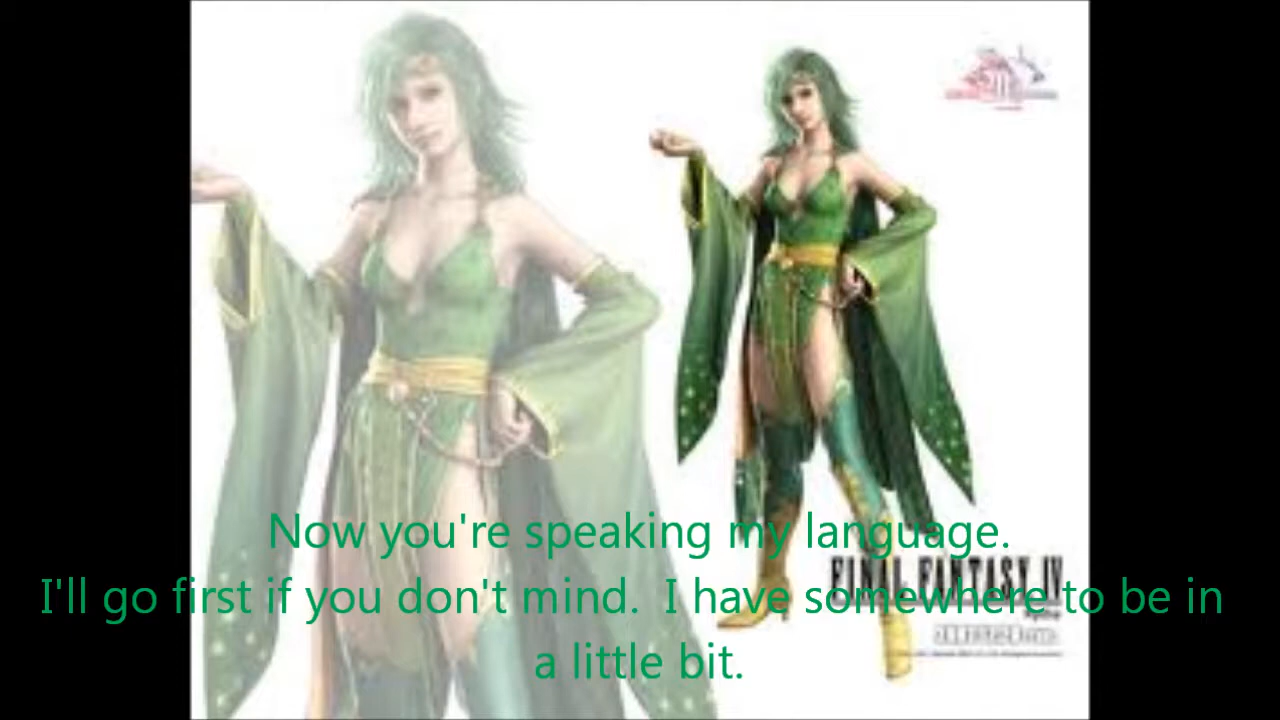 Now you're speaking my language.
I'll go first if you don't mind.  I have somewhere to be in
a little bit.
FINAL FANTASY IV